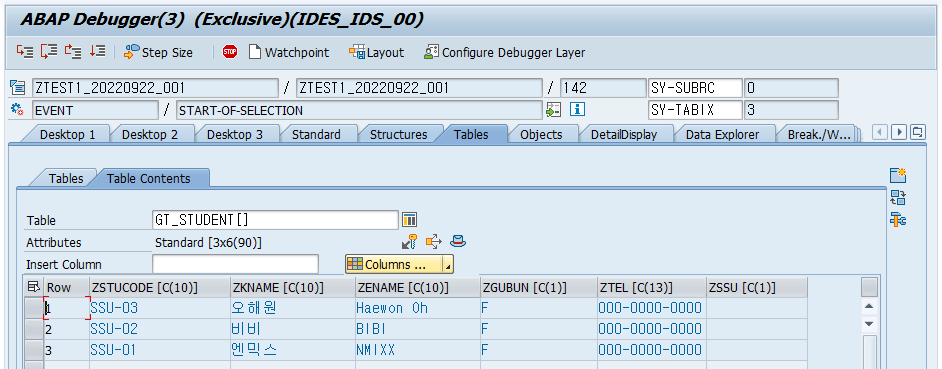 ABAP Debugger(3) (Exclusive)(IDES_IDS_00)
Step Size STOP Watchpoint Layout Configure Debugger Layer
ZTEST1_20220922_001 / ZTEST1_20220922_001 / 142 SY-SUBRC 0
EVENT / START-OF-SELECTION SY-TABIX 3
Desktop 1 Desktop 2 Desktop 3 Standard Structures Tables Objects DetailDisplay Data Explorer Break./W...
Tables Table Contents
Table GT_STUDENT[]
Attributes Standard [3x6(90)]
Insert Column Columns ...
Row ZSTUCODE [C(10)] ZKNAME [C(10)] ZENAME [C(10)] ZGUBUN [C(1)] ZTEL [C(13)] ZSSU [C(1)]
1 SSU-03 오해원 Haewon Oh F 000-0000-0000
2 SSU-02 비비 BIBI F 000-0000-0000
3 SSU-01 엔믹스 NMIXX F 000-0000-0000